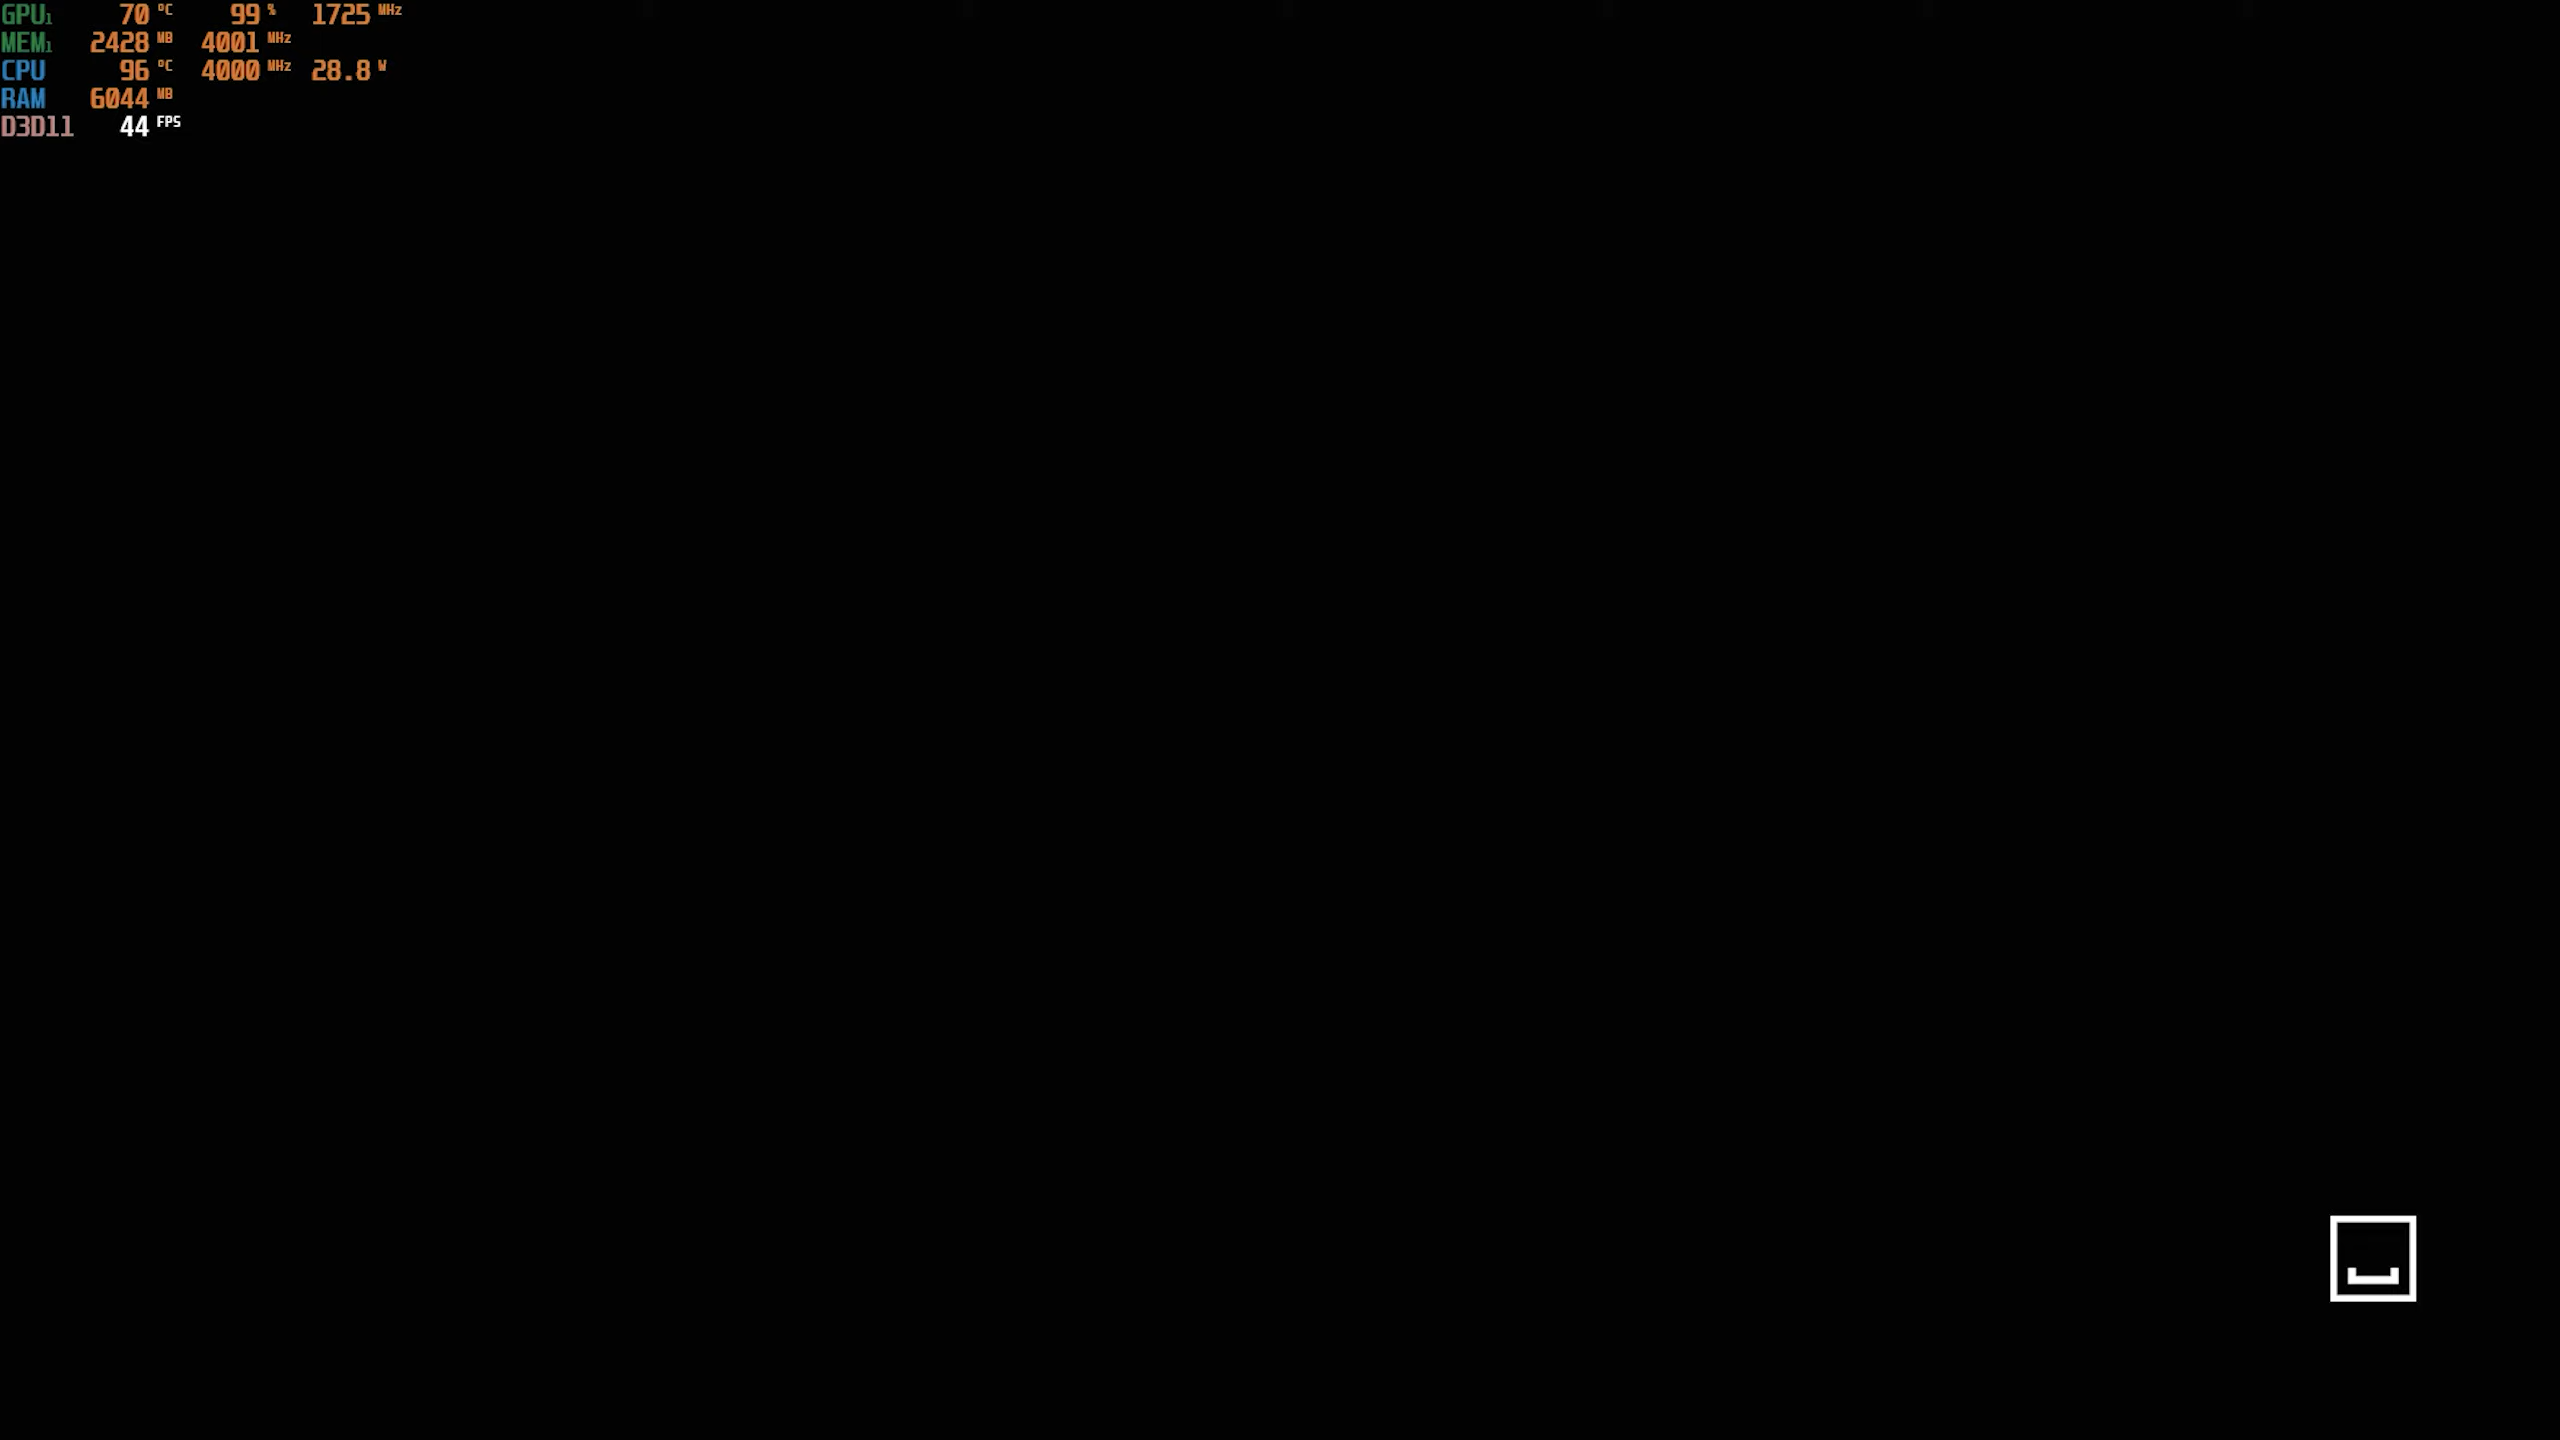 GPU1 70 °C 99 % 1725 MHz
MEM1 2428 MB 4001 MHz
CPU 96 °C 4000 MHz 28.8 W
RAM 6044 MB
D3D11 44 FPS